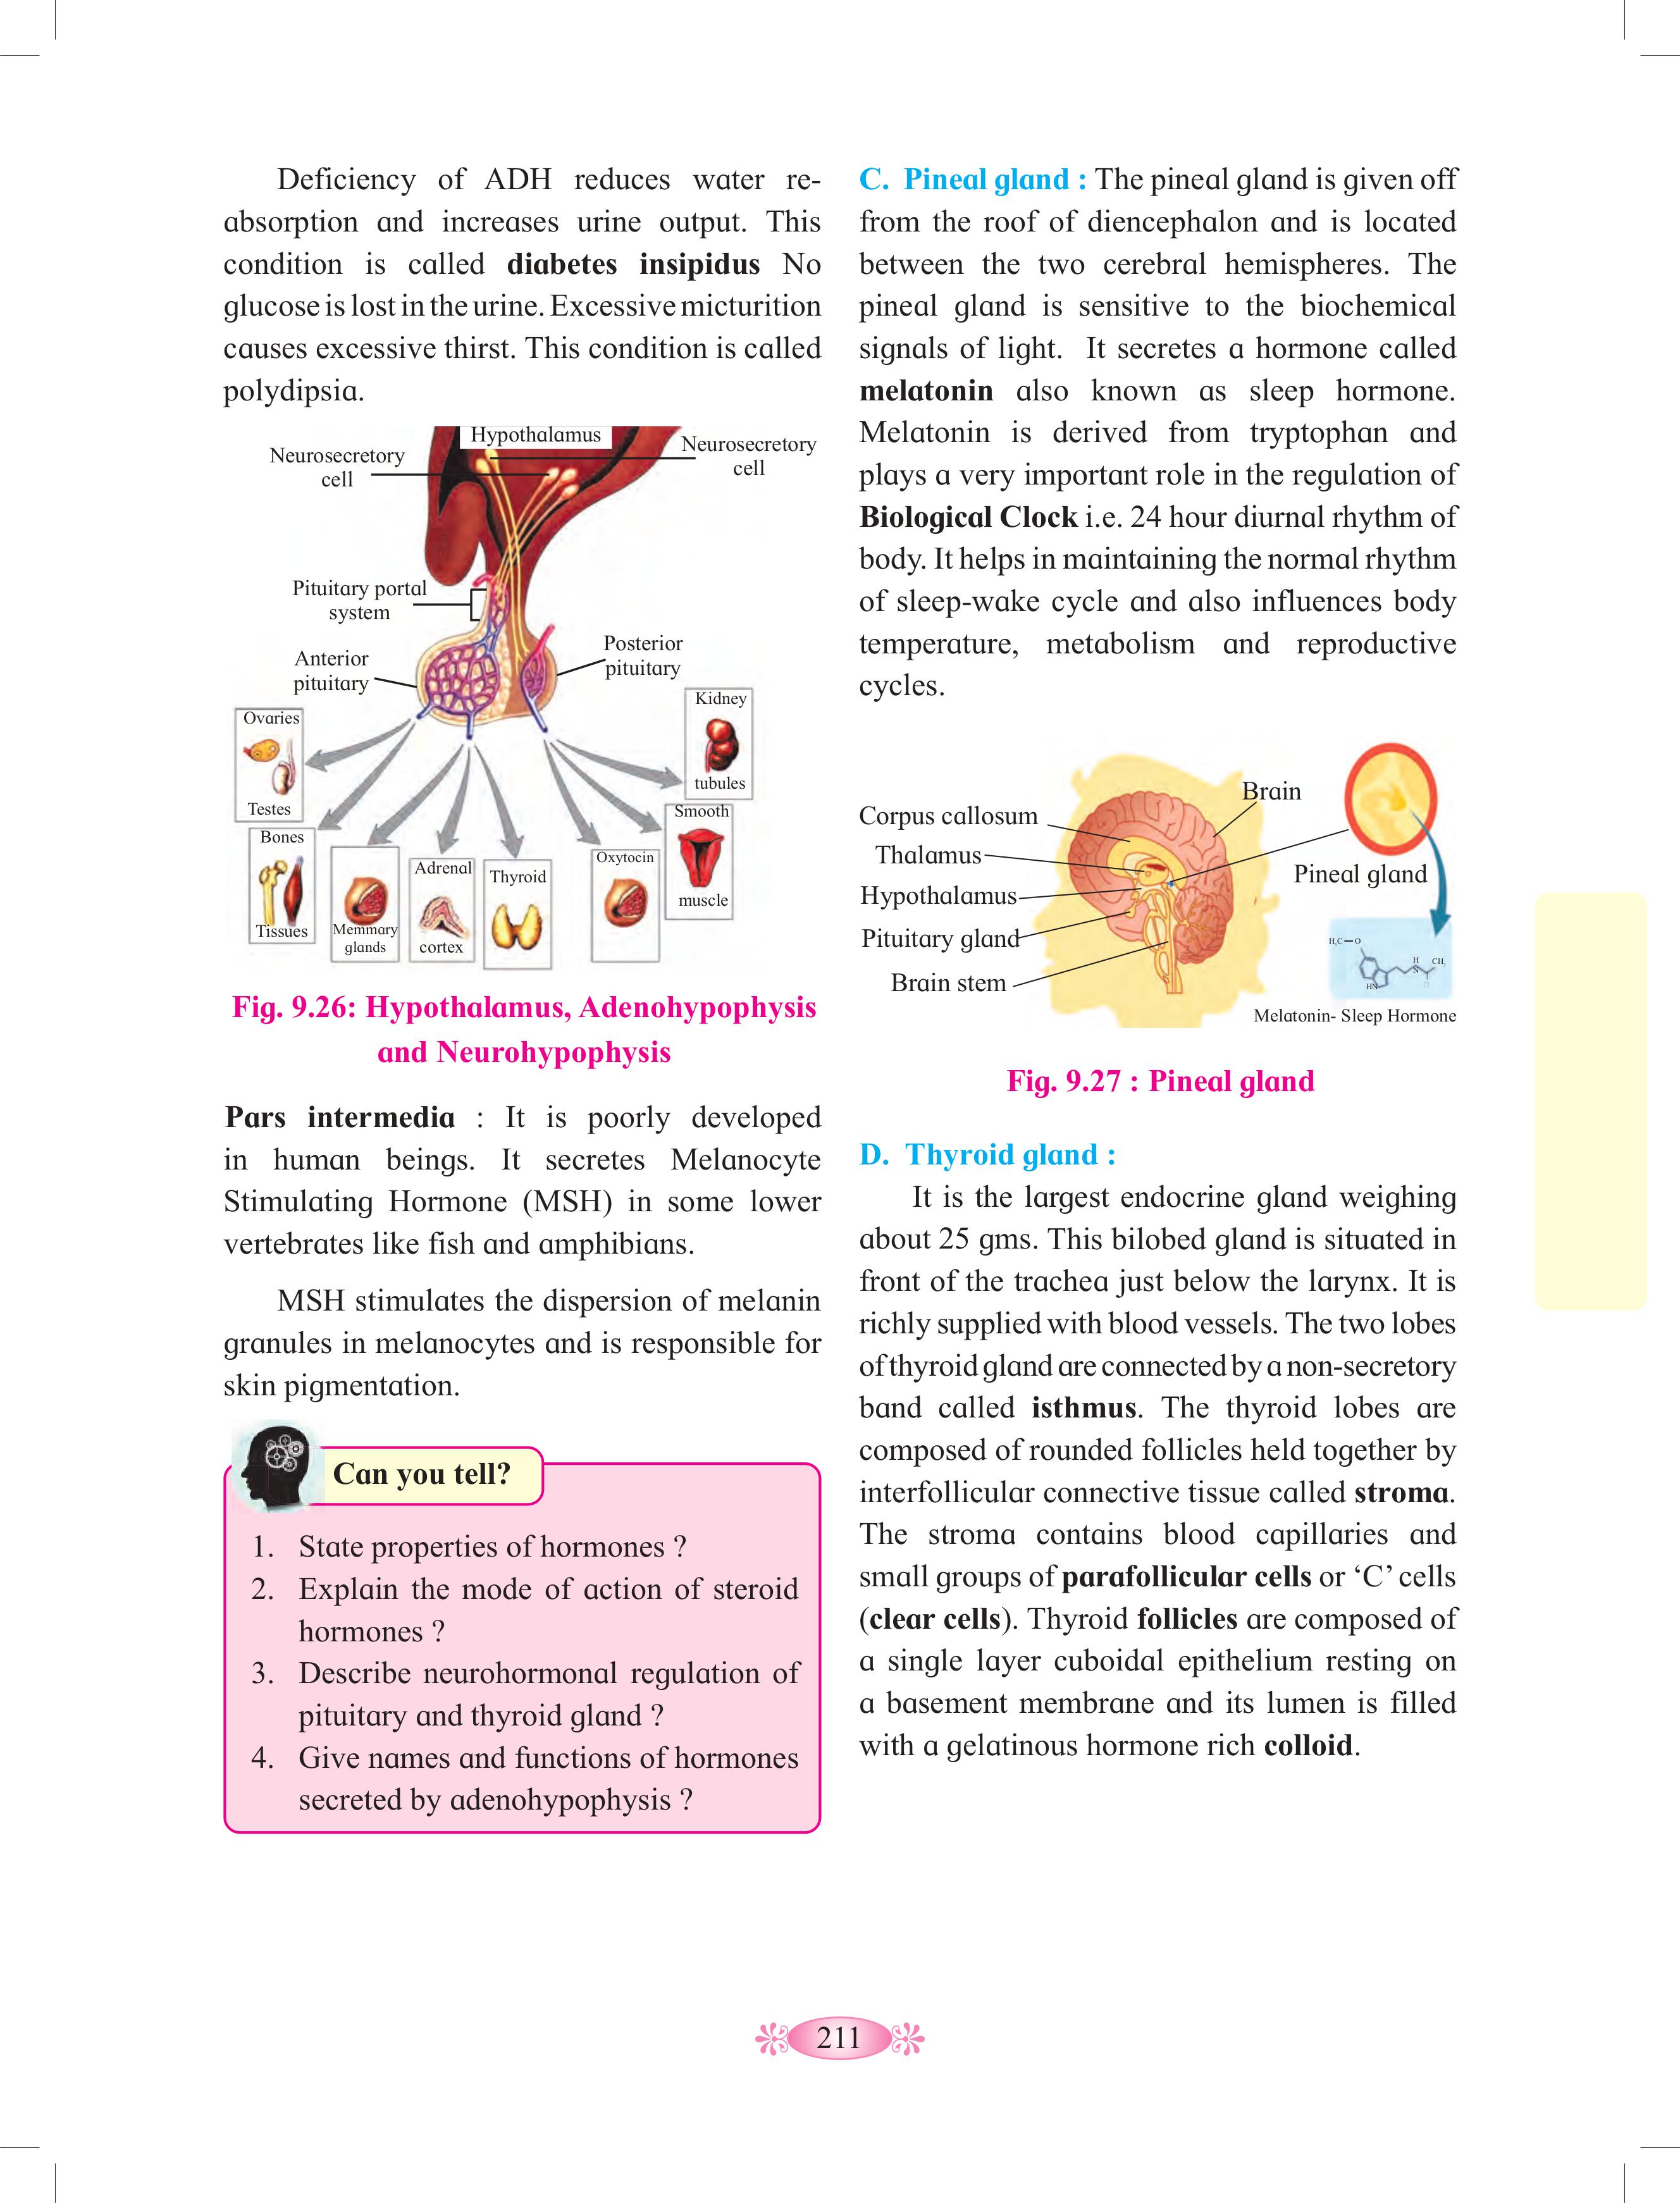 Deficiency of ADH reduces water re-
absorption and increases urine output. This
condition is called diabetes insipidus No
glucose is lost in the urine. Excessive micturition
causes excessive thirst. This condition is called
polydipsia.
Hypothalamus
Neurosecretory
cell
Neurosecretory
cell
Pituitary portal
system
Anterior
pituitary
Posterior
pituitary
Ovaries
Testes
Bones
Tissues
Memmary
glands
Adrenal
cortex
Thyroid
Oxytocin
Smooth
muscle
Kidney
tubules
Fig. 9.26: Hypothalamus, Adenohypophysis
and Neurohypophysis
Pars intermedia : It is poorly developed
in human beings. It secretes Melanocyte
Stimulating Hormone (MSH) in some lower
vertebrates like fish and amphibians.
MSH stimulates the dispersion of melanin
granules in melanocytes and is responsible for
skin pigmentation.
Can you tell?
1. State properties of hormones ?
2. Explain the mode of action of steroid
hormones ?
3. Describe neurohormonal regulation of
pituitary and thyroid gland ?
4. Give names and functions of hormones
secreted by adenohypophysis ?
C. Pineal gland : The pineal gland is given off
from the roof of diencephalon and is located
between the two cerebral hemispheres. The
pineal gland is sensitive to the biochemical
signals of light. It secretes a hormone called
melatonin also known as sleep hormone.
Melatonin is derived from tryptophan and
plays a very important role in the regulation of
Biological Clock i.e. 24 hour diurnal rhythm of
body. It helps in maintaining the normal rhythm
of sleep-wake cycle and also influences body
temperature, metabolism and reproductive
cycles.
Brain
Corpus callosum
Thalamus
Hypothalamus
Pituitary gland
Brain stem
Pineal gland
H₃C—O
H
N
CH₃
HN
Melatonin- Sleep Hormone
Fig. 9.27 : Pineal gland
D. Thyroid gland :
It is the largest endocrine gland weighing
about 25 gms. This bilobed gland is situated in
front of the trachea just below the larynx. It is
richly supplied with blood vessels. The two lobes
of thyroid gland are connected by a non-secretory
band called isthmus. The thyroid lobes are
composed of rounded follicles held together by
interfollicular connective tissue called stroma.
The stroma contains blood capillaries and
small groups of parafollicular cells or ‘C’ cells
(clear cells). Thyroid follicles are composed of
a single layer cuboidal epithelium resting on
a basement membrane and its lumen is filled
with a gelatinous hormone rich colloid.
211